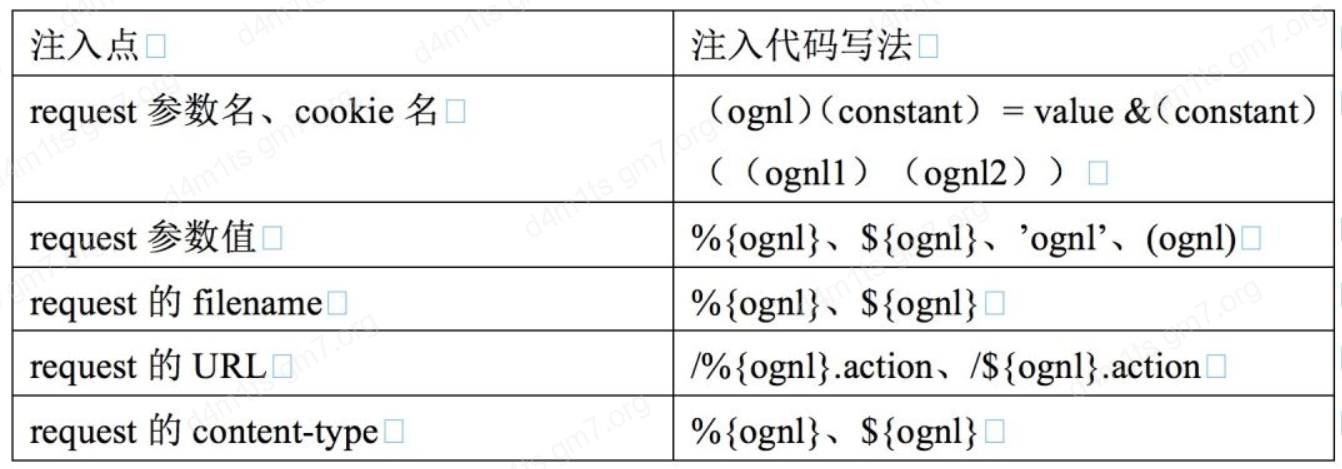 注入点
注入代码写法
request 参数名、cookie 名
（ognl）（constant）= value &（constant）
（（ognl1）（ognl2））
request 参数值
%{ognl}、${ognl}、’ognl’、(ognl)
request 的 filename
%{ognl}、${ognl}
request 的 URL
/%{ognl}.action、/${ognl}.action
request 的 content-type
%{ognl}、${ognl}
d4m1ts gm7.org